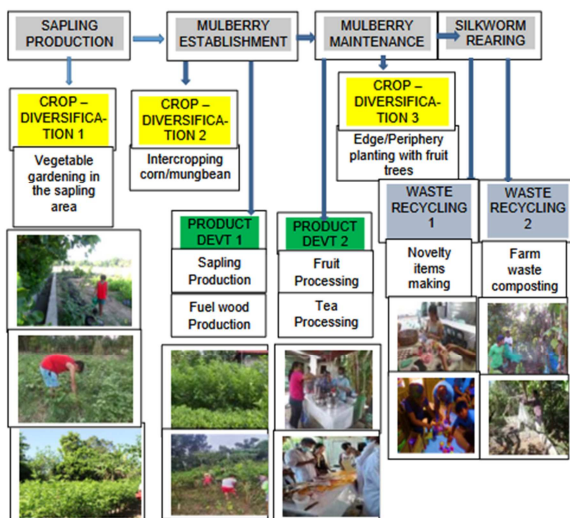 SAPLING
PRODUCTION
MULBERRY
ESTABLISHMENT
MULBERRY
MAINTENANCE
SILKWORM
REARING
CROP –
DIVERSIFICA-
TION 1
Vegetable
gardening in
the sapling
area
CROP –
DIVERSIFICA-
TION 2
Intercropping
corn/mungbean
CROP –
DIVERSIFICA-
TION 3
Edge/Periphery
planting with fruit
trees
PRODUCT
DEVT 1
Sapling
Production
Fuel wood
Production
PRODUCT
DEVT 2
Fruit
Processing
Tea
Processing
WASTE
RECYCLING
1
Novelty
items
making
WASTE
RECYCLING
2
Farm
waste
composting